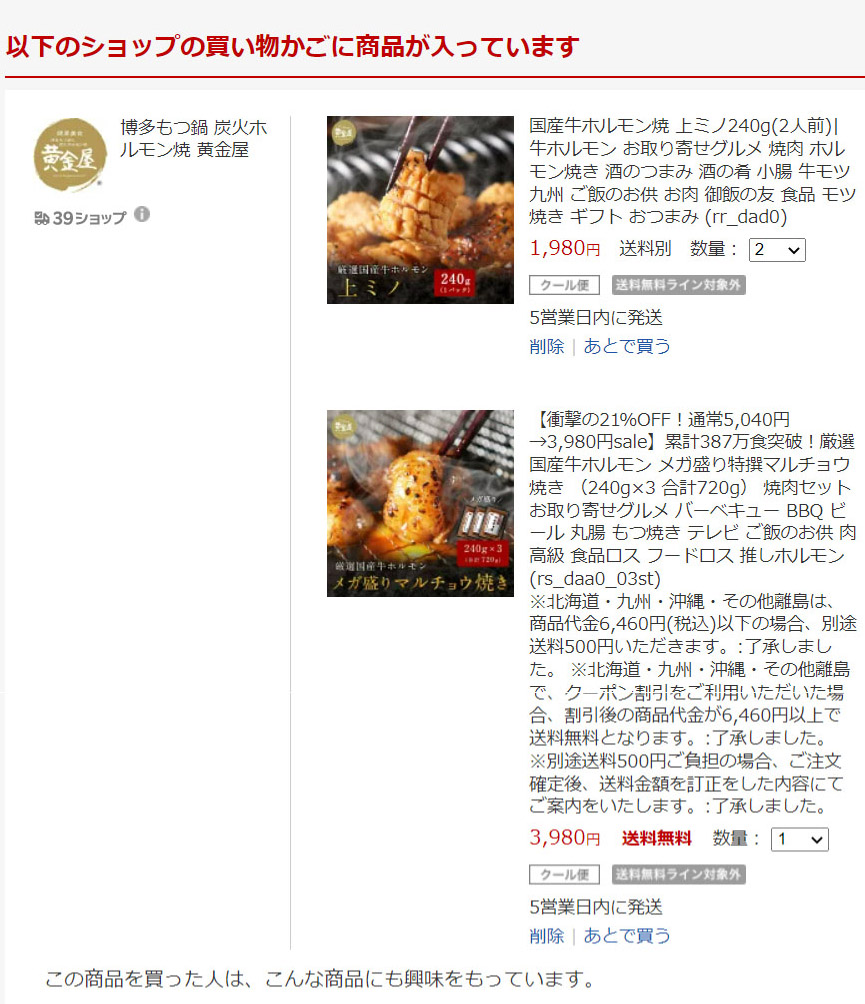 以下のショップの買い物かごに商品が入っています
黄金屋
博多もつ鍋 炭火ホ
ルモン焼 黄金屋
39ショップ
国産牛ホルモン焼 上ミノ240g(2人前)|
牛ホルモン お取り寄せグルメ 焼肉 ホル
モン焼き 酒のつまみ 酒の肴 小腸 牛モツ
九州 ご飯のお供 お肉 御飯の友 食品 モツ
焼き ギフト おつまみ (rr_dad0)
1,980円 送料別 数量： 2
クール便 送料無料ライン対象外
5営業日内に発送
削除 | あとで買う
厳選国産牛ホルモン
上ミノ
240g
(1パック)
【衝撃の21%OFF！通常5,040円
→3,980円sale】累計387万食突破！厳選
国産牛ホルモン メガ盛り特撰マルチョウ
焼き （240g×3 合計720g） 焼肉セット
お取り寄せグルメ バーベキュー BBQ ビ
ール 丸腸 もつ焼き テレビ ご飯のお供 肉
高級 食品ロス フードロス 推しホルモン
(rs_daa0_03st)
※北海道・九州・沖縄・その他離島は、
商品代金6,460円(税込)以下の場合、別途
送料500円いただきます。:了承しまし
た。 ※北海道・九州・沖縄・その他離島
で、クーポン割引をご利用いただいた場
合、割引後の商品代金が6,460円以上で
送料無料となります。:了承しました。
※別途送料500円ご負担の場合、ご注文
確定後、送料金額を訂正をした内容にて
ご案内をいたします。:了承しました。
3,980円 送料無料 数量： 1
クール便 送料無料ライン対象外
5営業日内に発送
削除 | あとで買う
メガ盛り
240g×3
(合計720g)
厳選国産牛ホルモン
メガ盛りマルチョウ焼き
この商品を買った人は、こんな商品にも興味をもっています。